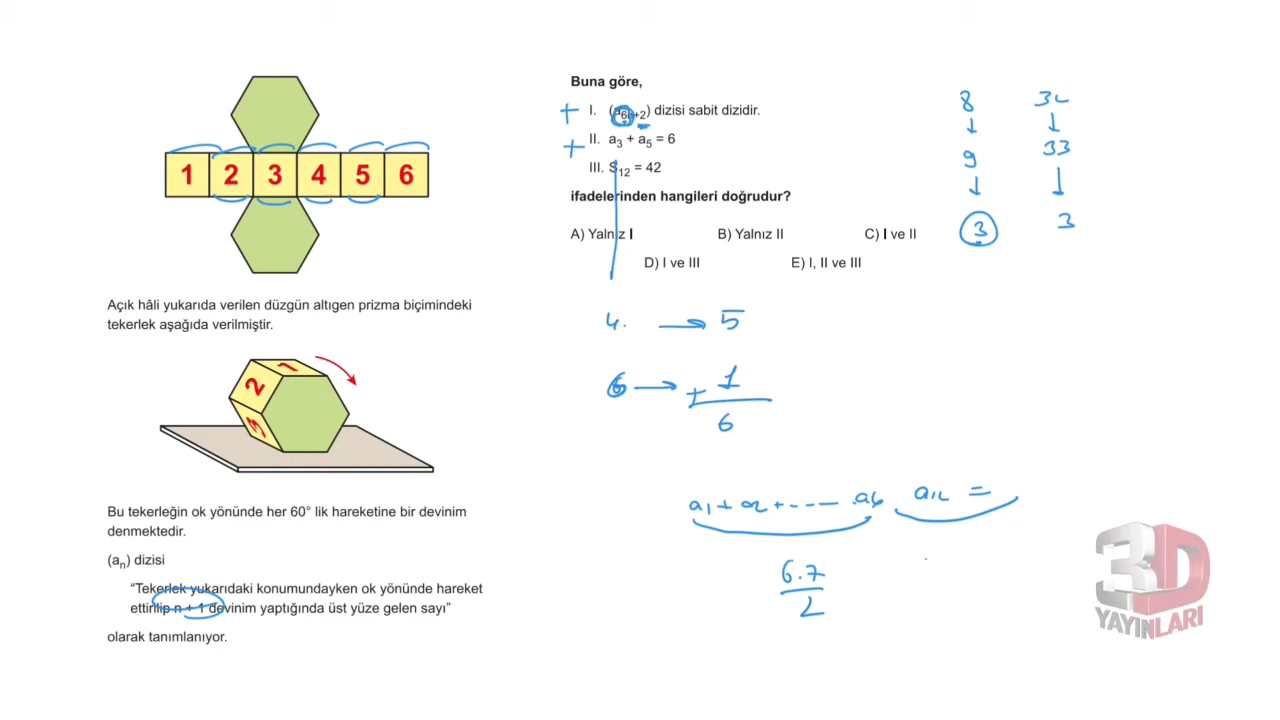 1 2 3 4 5 6
Açık hâli yukarıda verilen düzgün altıgen prizma biçimindeki
tekerlek aşağıda verilmiştir.
1
2
3
Bu tekerleğin ok yönünde her 60° lik hareketine bir devinim
denmektedir.
(an) dizisi
“Tekerlek yukarıdaki konumundayken ok yönünde hareket
ettirilip n + 1 devinim yaptığında üst yüze gelen sayı”
olarak tanımlanıyor.
Buna göre,
+ I. (a6n+2) dizisi sabit dizidir.
+ II. a3 + a5 = 6
III. S12 = 42
ifadelerinden hangileri doğrudur?
A) Yalnız I B) Yalnız II C) I ve II
D) I ve III E) I, II ve III
8
9
3
33
3
4. → 5
6 → + 1
6
a1 + a2 + ---- a6 a12 =
6.7
2
3D
YAYINLARI